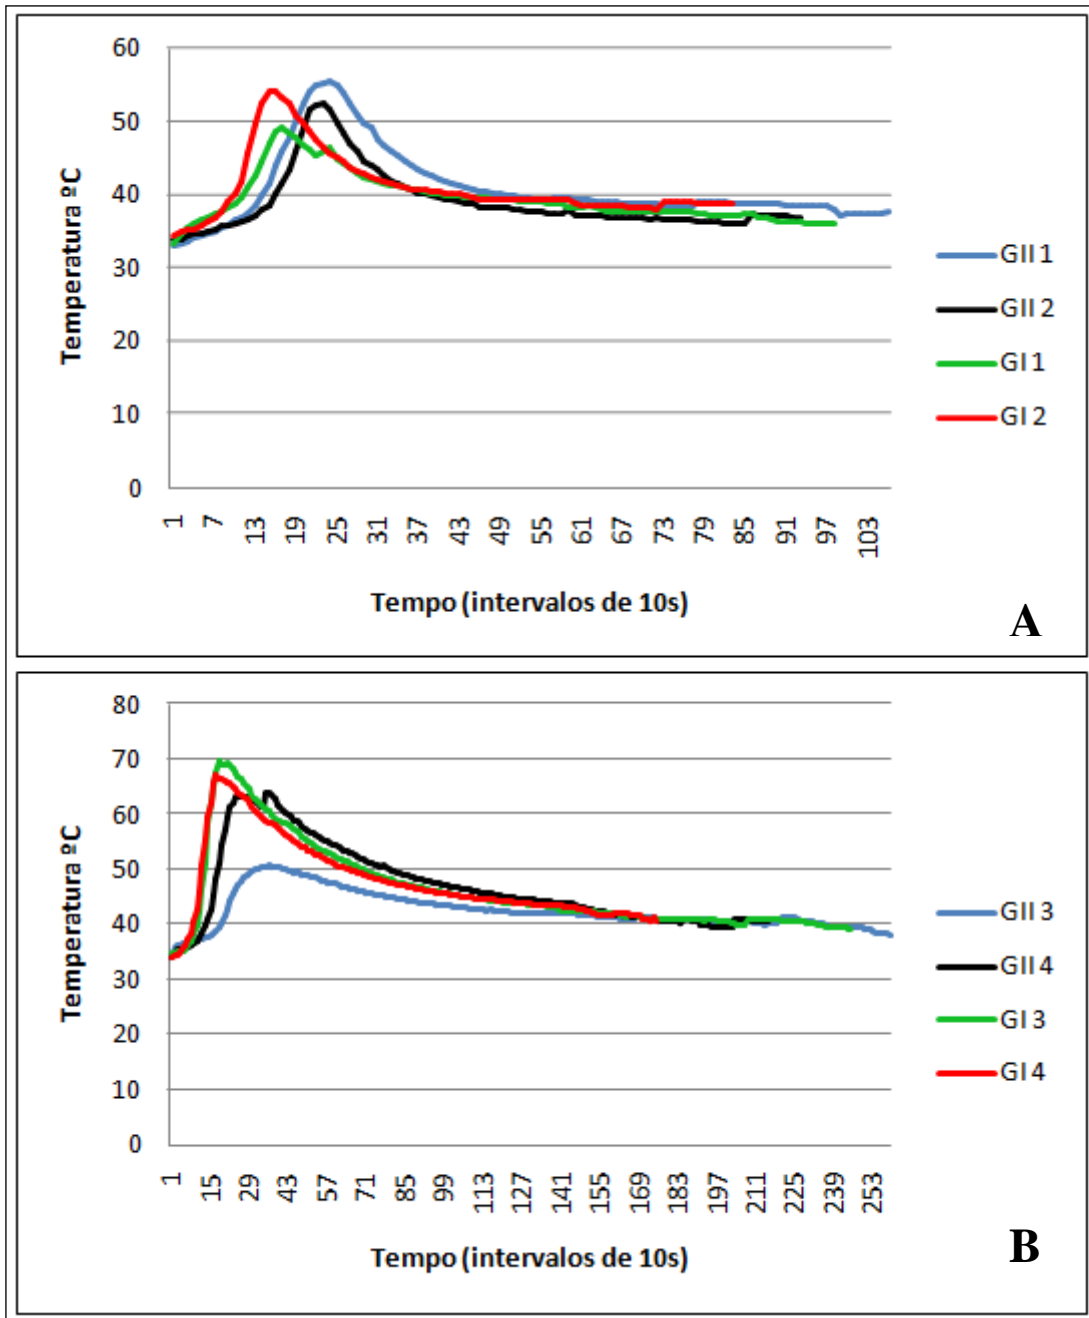 60
50
40
30
20
10
0
Temperatura ºC
1 7 13 19 25 31 37 43 49 55 61 67 73 79 85 91 97 103
Tempo (intervalos de 10s)
GII 1
GII 2
GI 1
GI 2
A
80
70
60
50
40
30
20
10
0
Temperatura ºC
1 15 29 43 57 71 85 99 113 127 141 155 169 183 197 211 225 239 253
Tempo (intervalos de 10s)
GII 3
GII 4
GI 3
GI 4
B